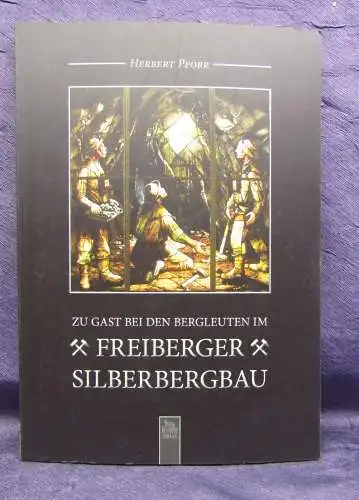 Herbert Pforr
ZU GAST BEI DEN BERGLEUTEN IM
FREIBERGER
SILBERBERGBAU